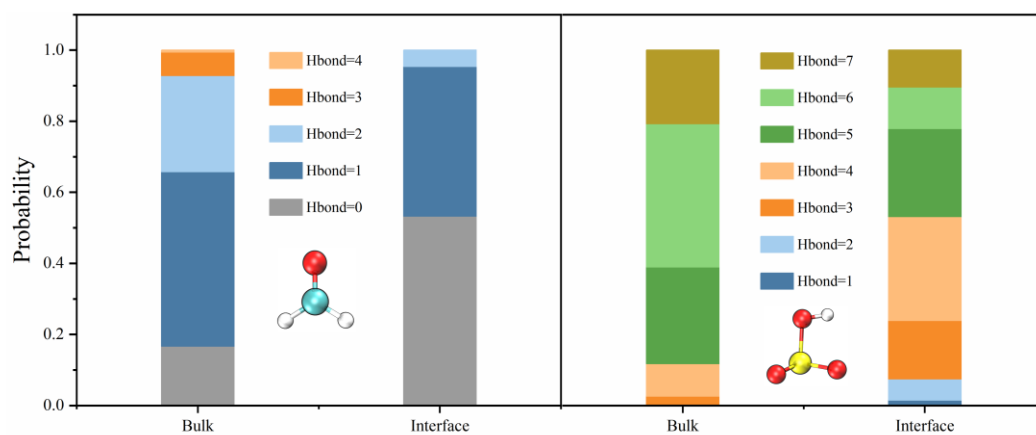 Probability
1.0
0.8
0.6
0.4
0.2
0.0
Hbond=4
Hbond=3
Hbond=2
Hbond=1
Hbond=0
Bulk
Interface
Hbond=7
Hbond=6
Hbond=5
Hbond=4
Hbond=3
Hbond=2
Hbond=1
Bulk
Interface